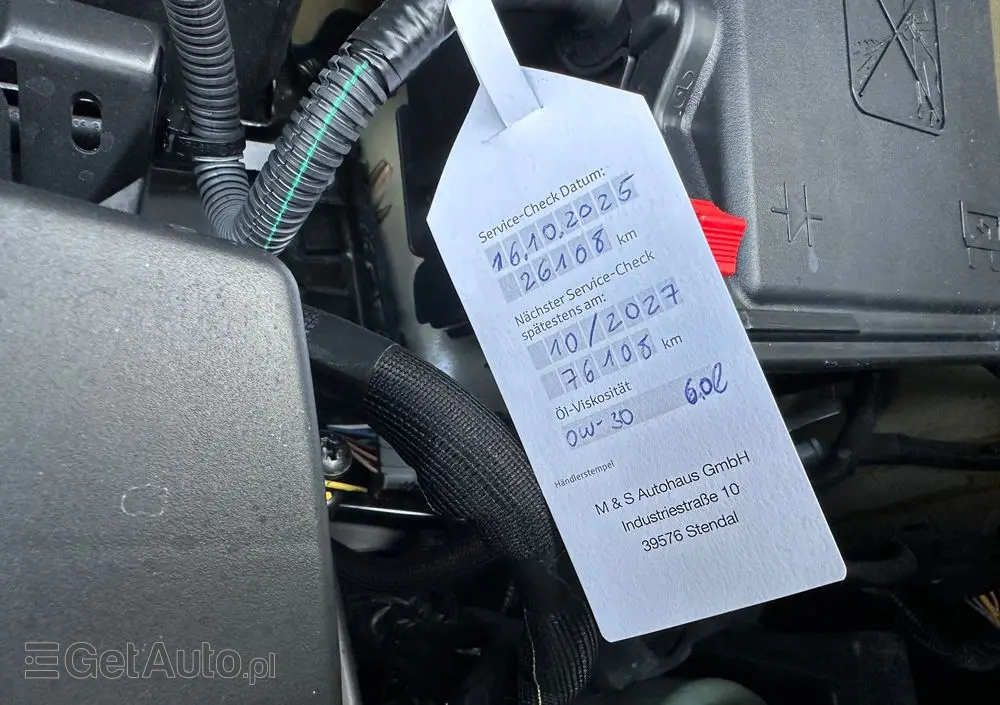 Service-Check Datum:
16.10.2025
26108 km
Nächster Service-Check
spätestens am:
10/2027
76108 km
Öl-Viskosität
0W-30 6,0l
Händlerstempel
M & S Autohaus GmbH
Industriestraße 10
39576 Stendal
GetAuto.pl